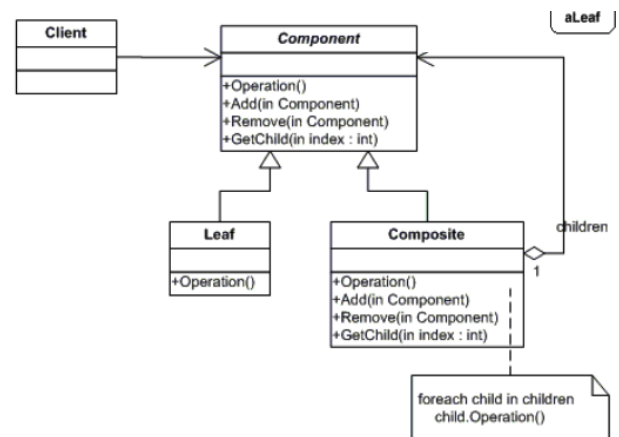 aLeaf
Client
Component
+Operation()
+Add(in Component)
+Remove(in Component)
+GetChild(in index : int)
Leaf
+Operation()
Composite
children
1
+Operation()
+Add(in Component)
+Remove(in Component)
+GetChild(in index : int)
foreach child in children
child.Operation()